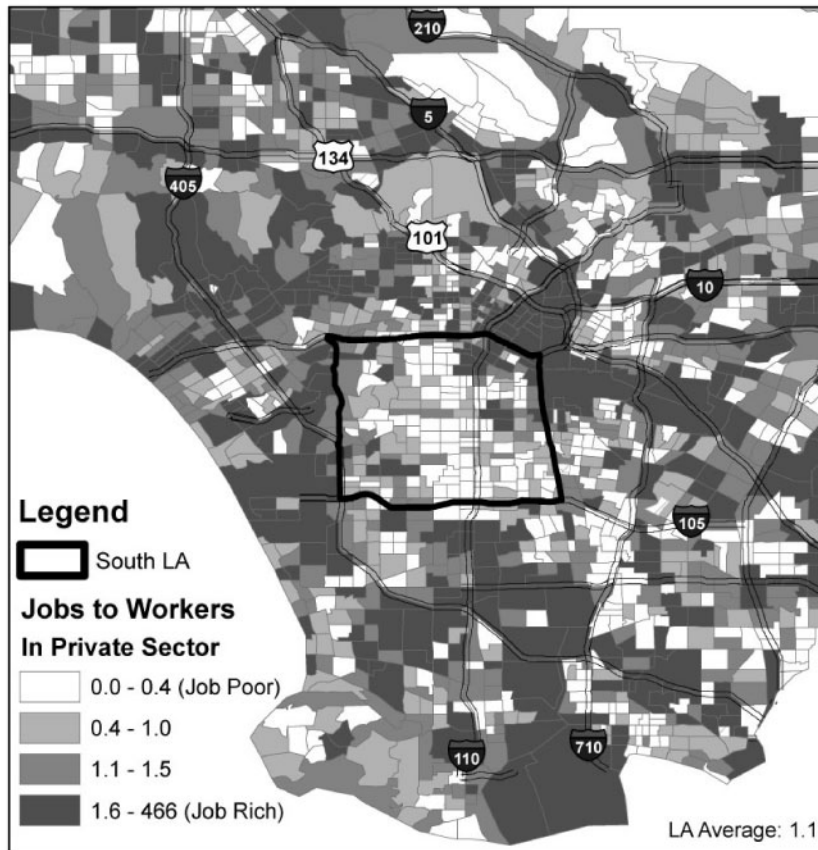 210
5
134
405
101
10
Legend
South LA
105
Jobs to Workers
In Private Sector
0.0 - 0.4 (Job Poor)
0.4 - 1.0
1.1 - 1.5
110
710
1.6 - 466 (Job Rich)
LA Average: 1.1